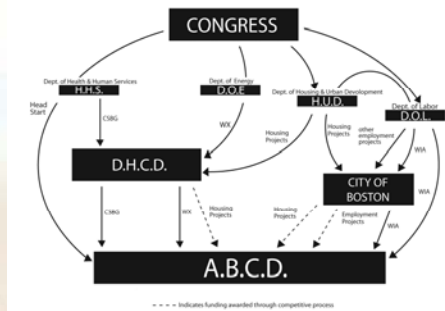 CONGRESS
Dept. of Health & Human Services
H.H.S.
Dept. of Energy
D.O.E
Dept. of Housing & Urban Development
H.U.D.
Dept. of Labor
D.O.L.
Head
Start
CSBG
WX
Housing
Projects
Housing
Projects
other
employment
projects
WIA
D.H.C.D.
CITY OF
BOSTON
WIA
CSBG
WX
Housing
Projects
Housing
Projects
Employment
Projects
WIA
A.B.C.D.
---- Indicates funding awarded through competitive process